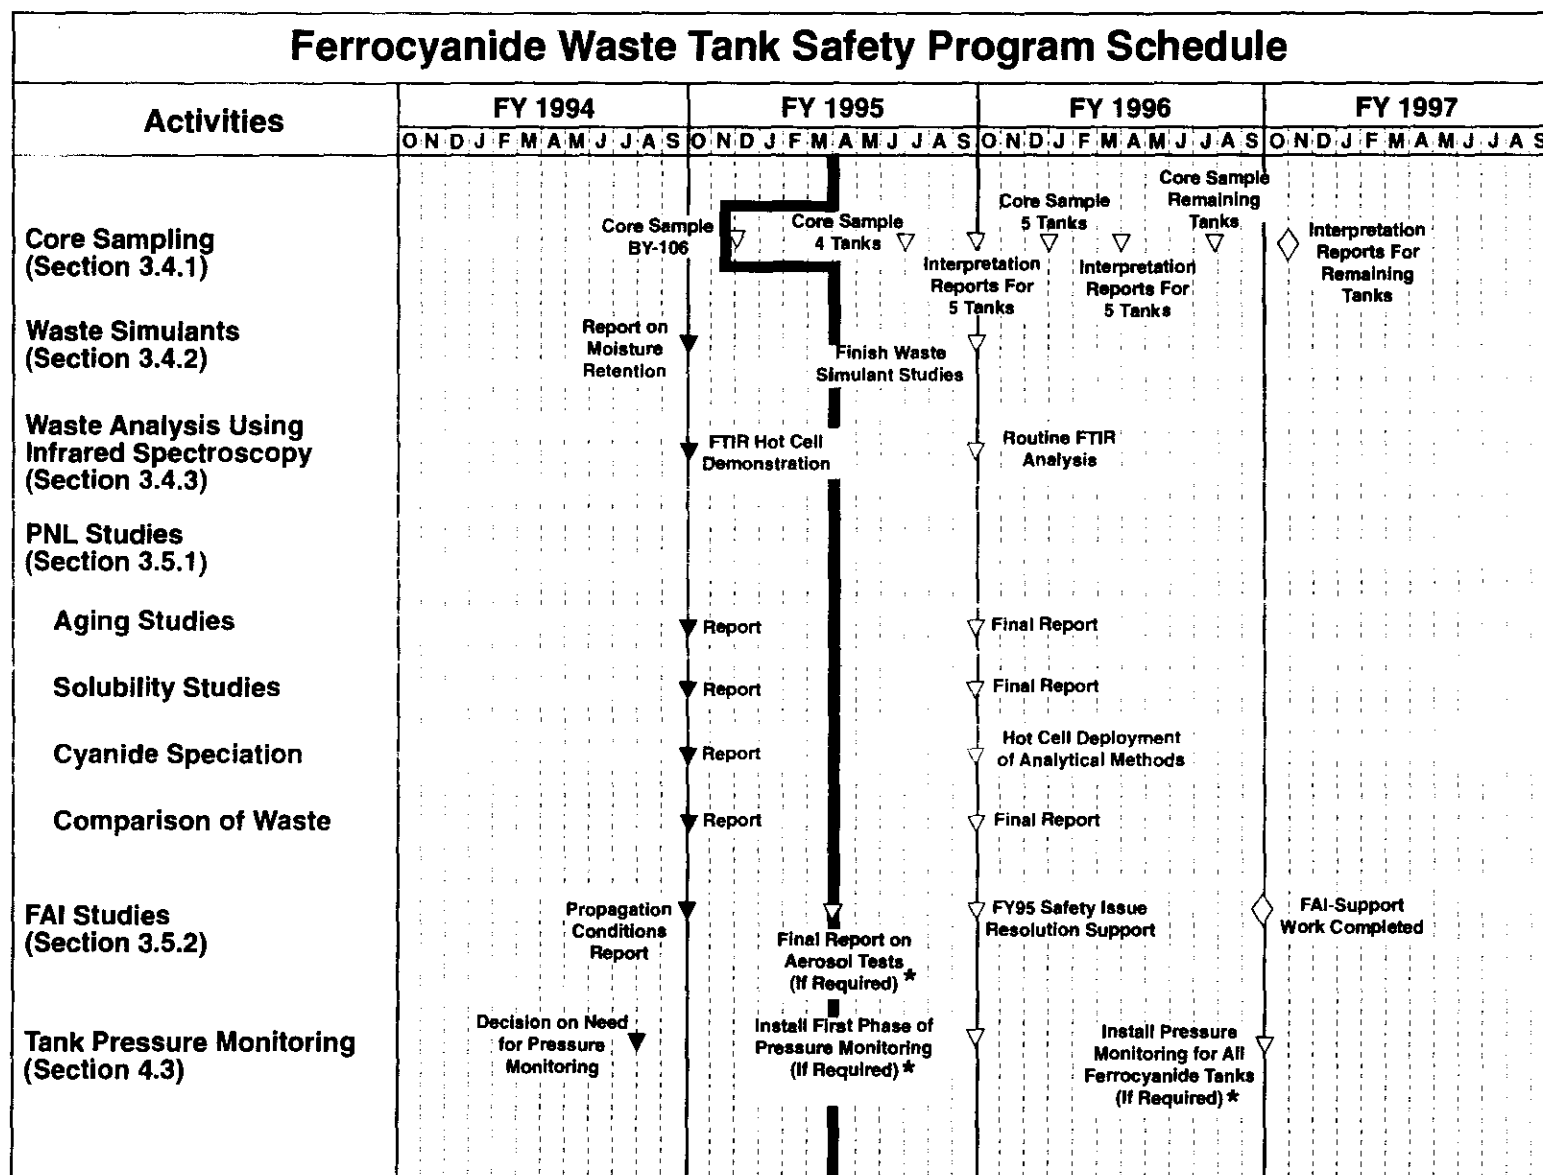 Ferrocyanide Waste Tank Safety Program Schedule
Activities
FY 1994
FY 1995
FY 1996
FY 1997
O N D J F M A M J J A S O N D J F M A M J J A S O N D J F M A M J J A S O N D J F M A M J J A S
Core Sampling
(Section 3.4.1)
Core Sample
BY-106
Core Sample
4 Tanks
Interpretation
Reports For
5 Tanks
Core Sample
5 Tanks
Interpretation
Reports For
5 Tanks
Core Sample
Remaining
Tanks
Interpretation
Reports For
Remaining
Tanks
Waste Simulants
(Section 3.4.2)
Report on
Moisture
Retention
Finish Waste
Simulant Studies
Waste Analysis Using
Infrared Spectroscopy
(Section 3.4.3)
FTIR Hot Cell
Demonstration
Routine FTIR
Analysis
PNL Studies
(Section 3.5.1)
Aging Studies
Report
Final Report
Solubility Studies
Report
Final Report
Cyanide Speciation
Report
Hot Cell Deployment
of Analytical Methods
Comparison of Waste
Report
Final Report
FAI Studies
(Section 3.5.2)
Propagation
Conditions
Report
Final Report on
Aerosol Tests
(If Required) *
FY95 Safety Issue
Resolution Support
FAI-Support
Work Completed
Tank Pressure Monitoring
(Section 4.3)
Decision on Need
for Pressure
Monitoring
Install First Phase of
Pressure Monitoring
(If Required) *
Install Pressure
Monitoring for All
Ferrocyanide Tanks
(If Required) *